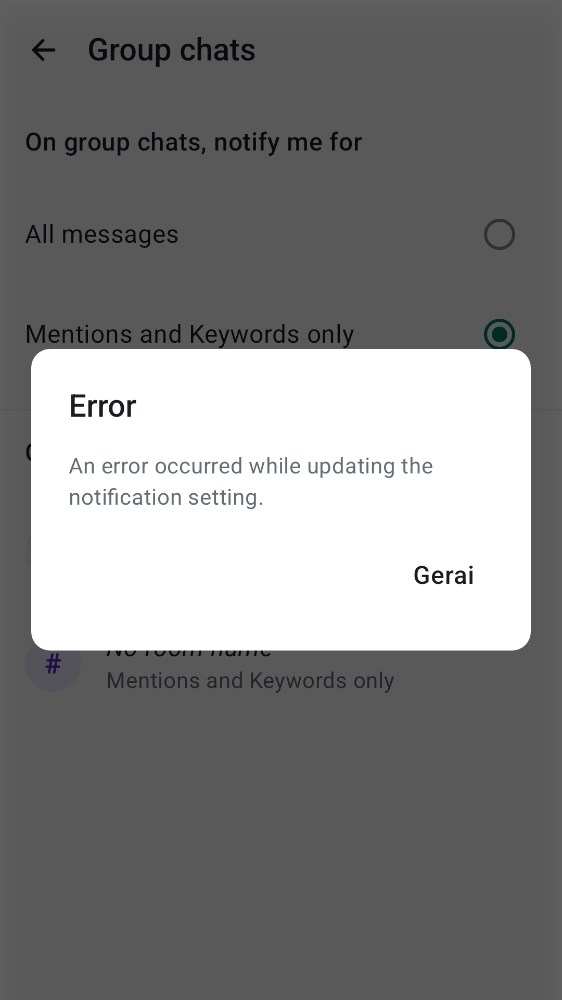 Group chats
On group chats, notify me for
All messages
Mentions and Keywords only
Error
An error occurred while updating the
notification setting.
Gerai
#
No room name
Mentions and Keywords only